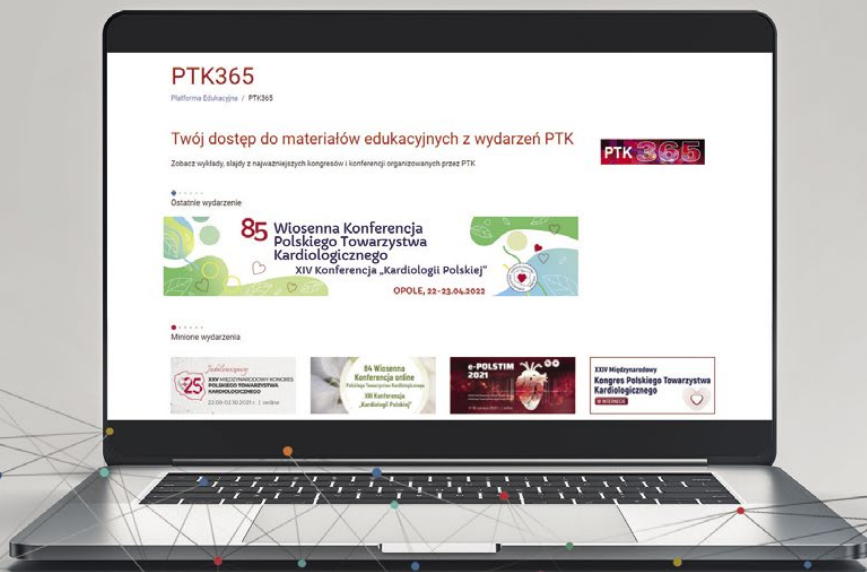 PTK365
Platforma Edukacyjna / PTK365
Twój dostęp do materiałów edukacyjnych z wydarzeń PTK
Zobacz wykłady, slajdy z najważniejszych kongresów i konferencji organizowanych przez PTK
PTK 365
Ostatnie wydarzenie
85 Wiosenna Konferencja
Polskiego Towarzystwa
Kardiologicznego
XIV Konferencja „Kardiologii Polskiej”
OPOLE, 22-23.04.2022
Minione wydarzenia
Jubileuszowy
25
XXV MIĘDZYNARODOWY KONGRES
POLSKIEGO TOWARZYSTWA
KARDIOLOGICZNEGO
online
84 Wiosenna
Konferencja online
Polskiego Towarzystwa Kardiologicznego
XIII Konferencja
„Kardiologii Polskiej”
e-POLSTIM
2021
XXIV Międzynarodowy
Kongres Polskiego Towarzystwa
Kardiologicznego
W INTERNECIE